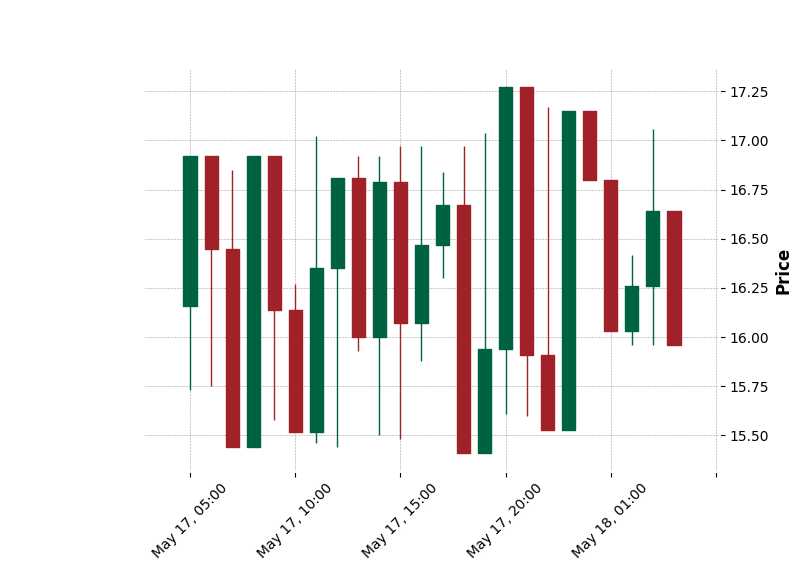 17.25
17.00
16.75
16.50
16.25
16.00
15.75
15.50
Price
May 17, 05:00
May 17, 10:00
May 17, 15:00
May 17, 20:00
May 18, 01:00